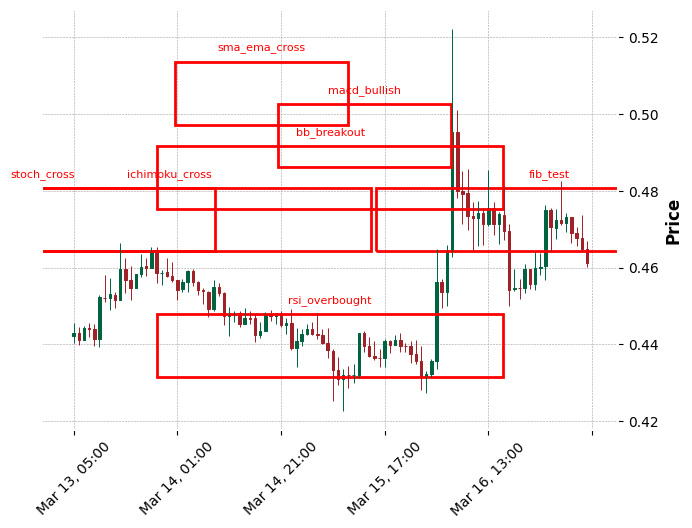 sma_ema_cross
macd_bullish
bb_breakout
stoch_cross
ichimoku_cross
fib_test
rsi_overbought
0.52
0.50
0.48
0.46
0.44
0.42
Price
Mar 13, 05:00
Mar 14, 01:00
Mar 14, 21:00
Mar 15, 17:00
Mar 16, 13:00